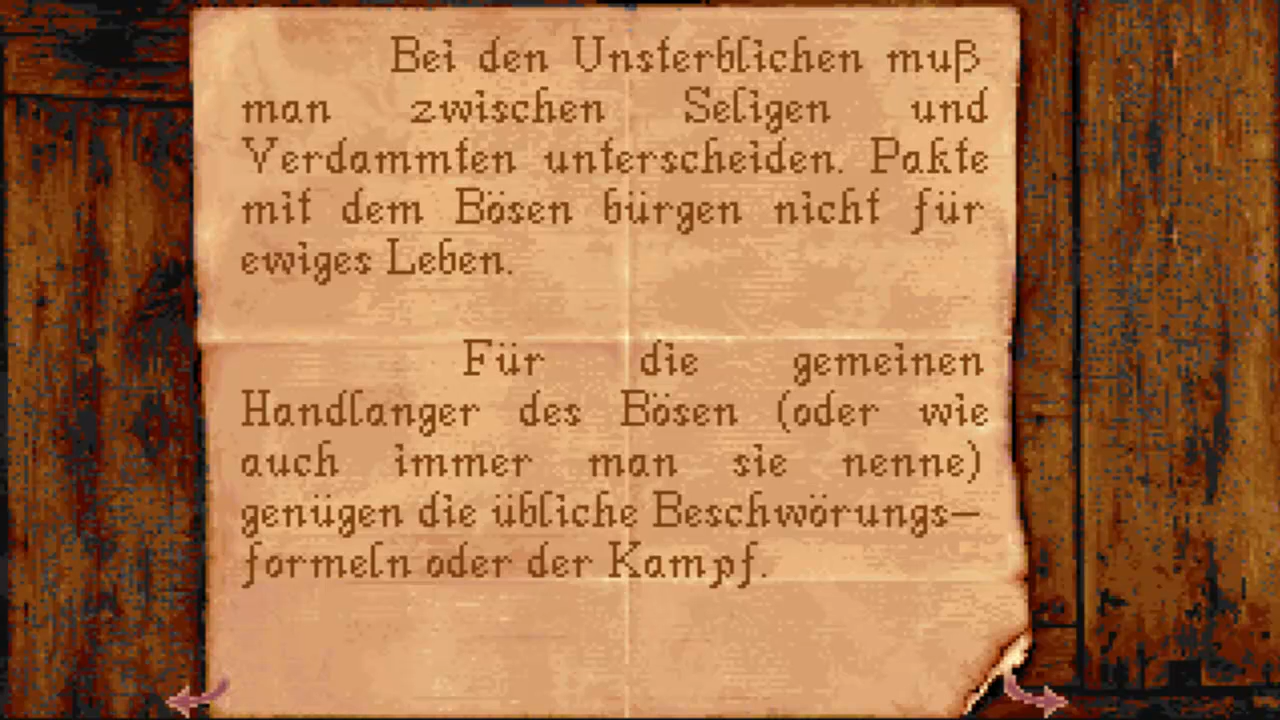 Bei den Unsterblichen muß
man zwischen Seligen und
Verdammten unterscheiden. Pakte
mit dem Bösen bürgen nicht für
ewiges Leben.
Für die gemeinen
Handlanger des Bösen (oder wie
auch immer man sie nenne)
genügen die übliche Beschwörungs-
formeln oder der Kampf.